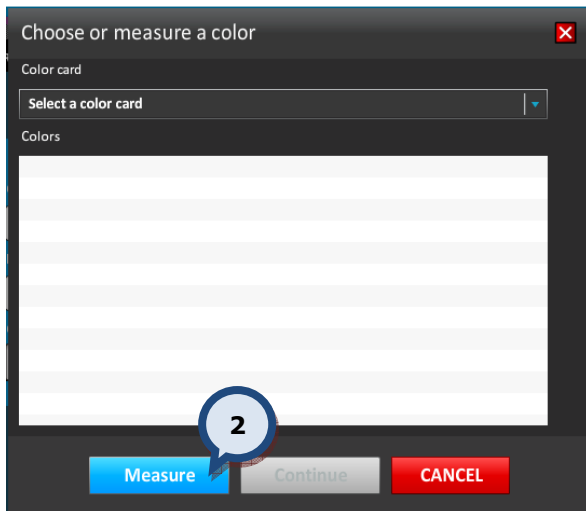 Choose or measure a color
Color card
Select a color card
Colors
2
Measure Continue CANCEL